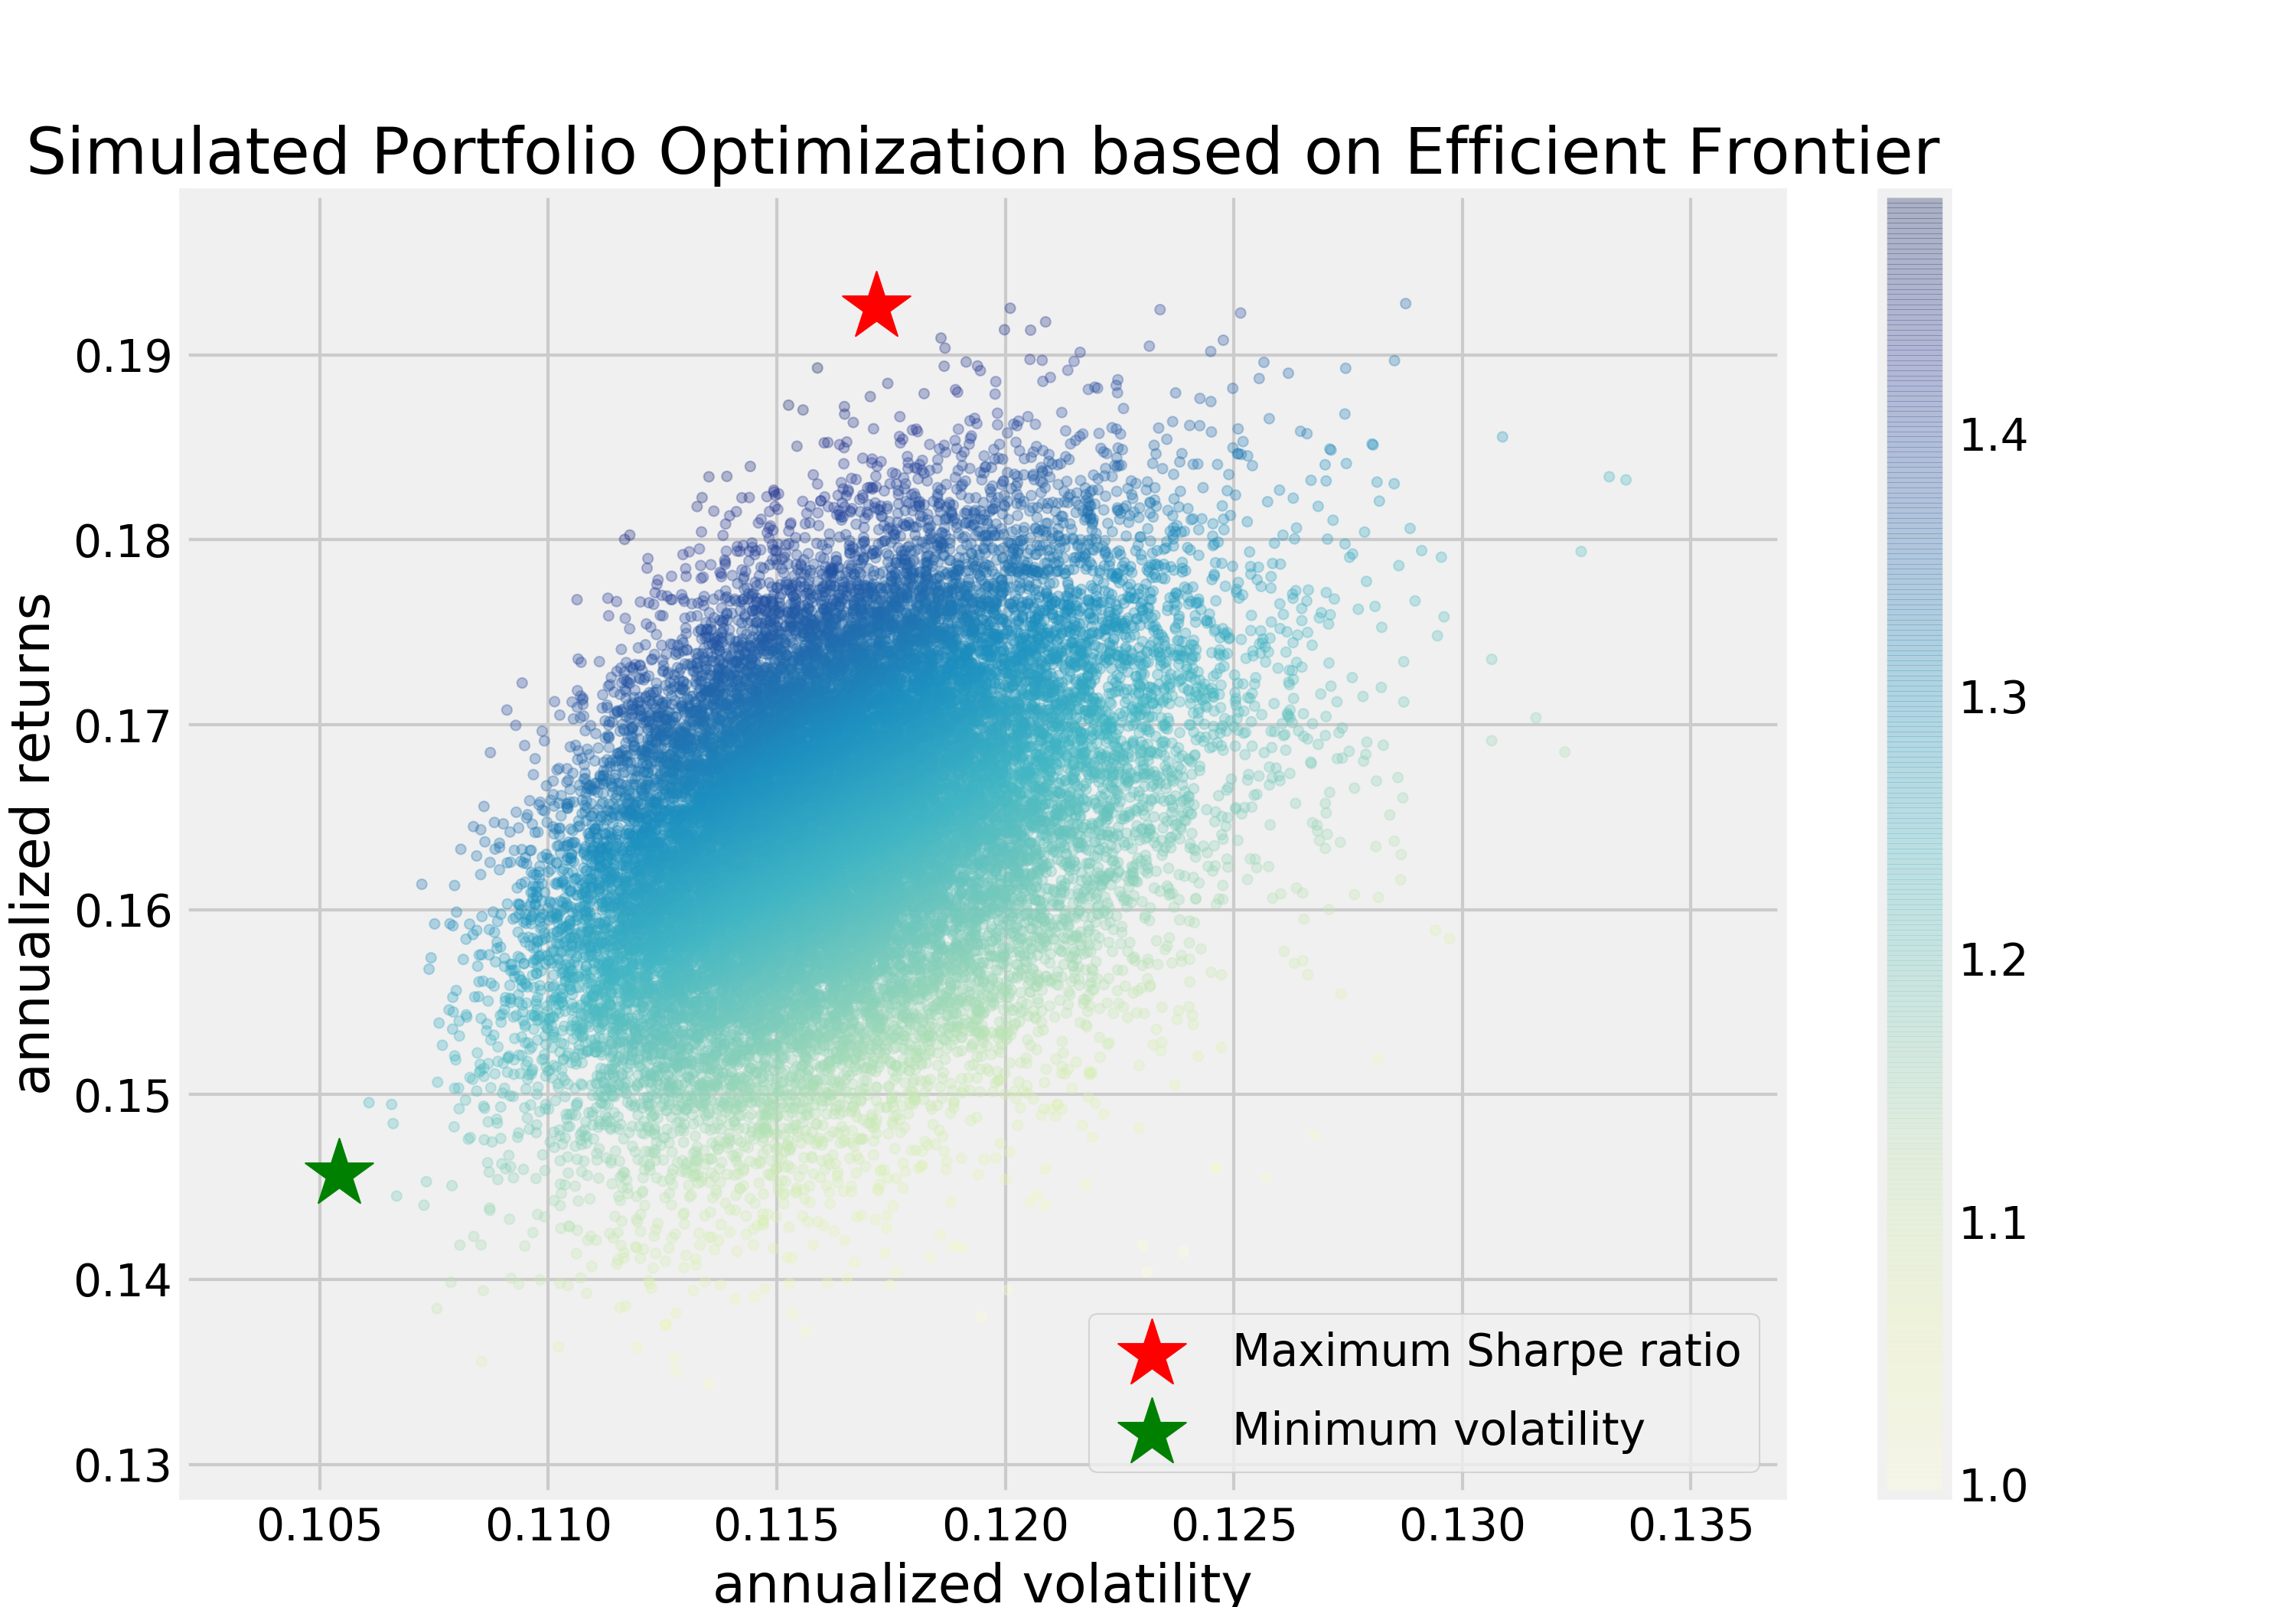 Simulated Portfolio Optimization based on Efficient Frontier
annualized returns
0.19
0.18
0.17
0.16
0.15
0.14
0.13
0.105 0.110 0.115 0.120 0.125 0.130 0.135
annualized volatility
Maximum Sharpe ratio
Minimum volatility
1.4
1.3
1.2
1.1
1.0